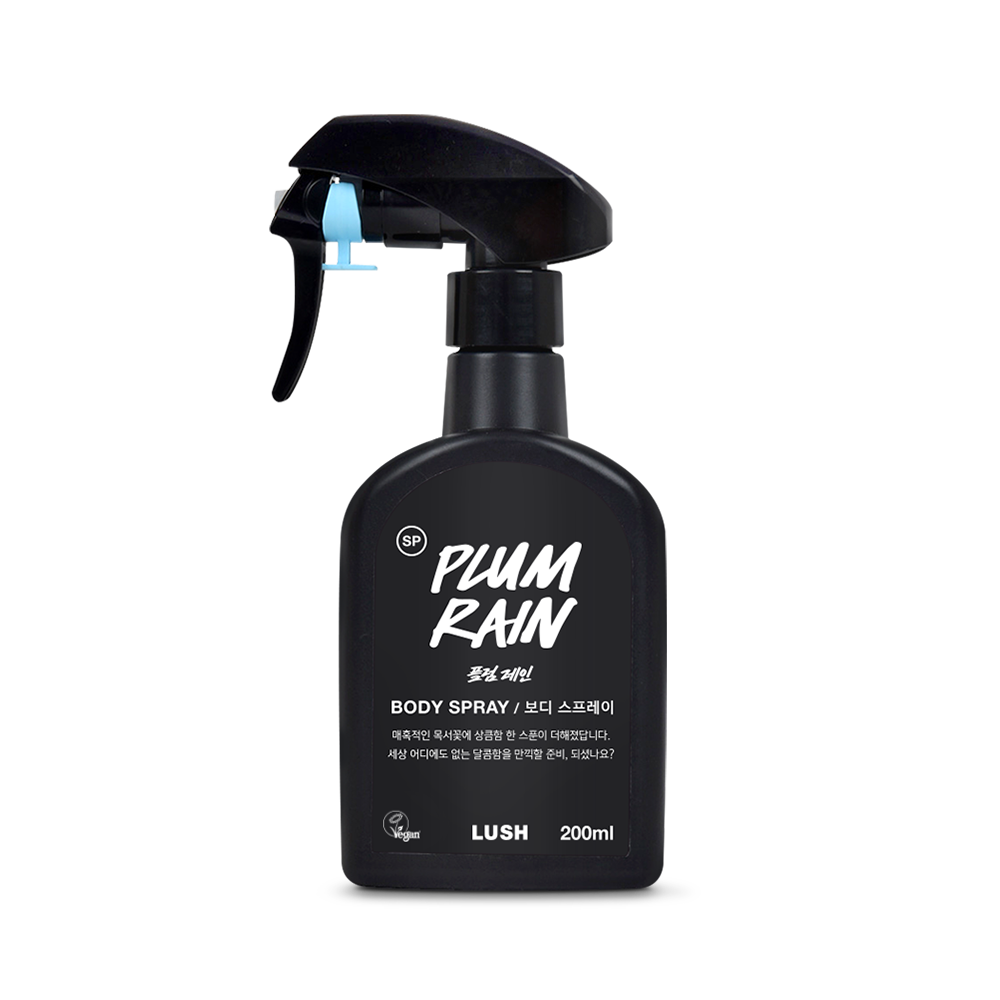 SP
PLUM
RAIN
플럼 레인
BODY SPRAY / 보디 스프레이
매혹적인 목서꽃에 상큼함 한 스푼이 더해졌답니다.
세상 어디에도 없는 달콤함을 만끽할 준비, 되셨나요?
Vegan
LUSH
200ml